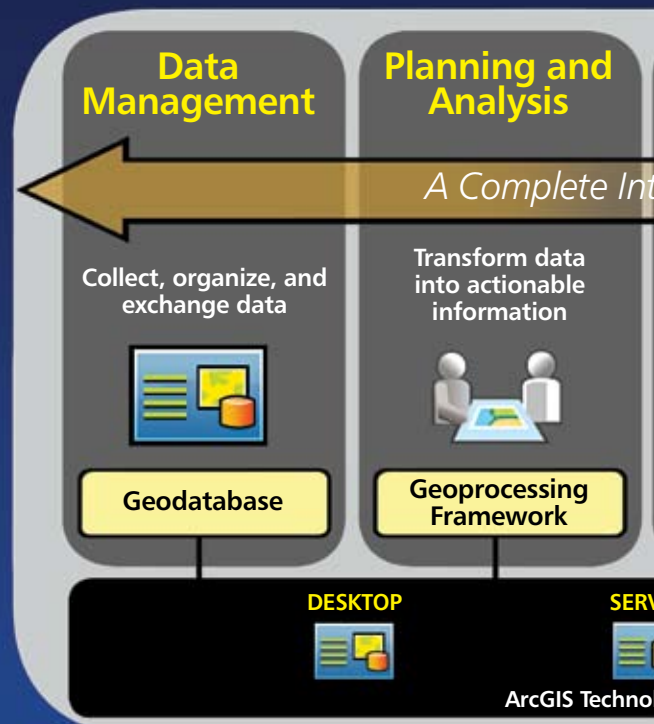 Data
Management
Planning and
Analysis
A Complete
Collect, organize, and
exchange data
Transform data
into actionable
information
Geodatabase
Geoprocessing
Framework
DESKTOP
ArcGIS